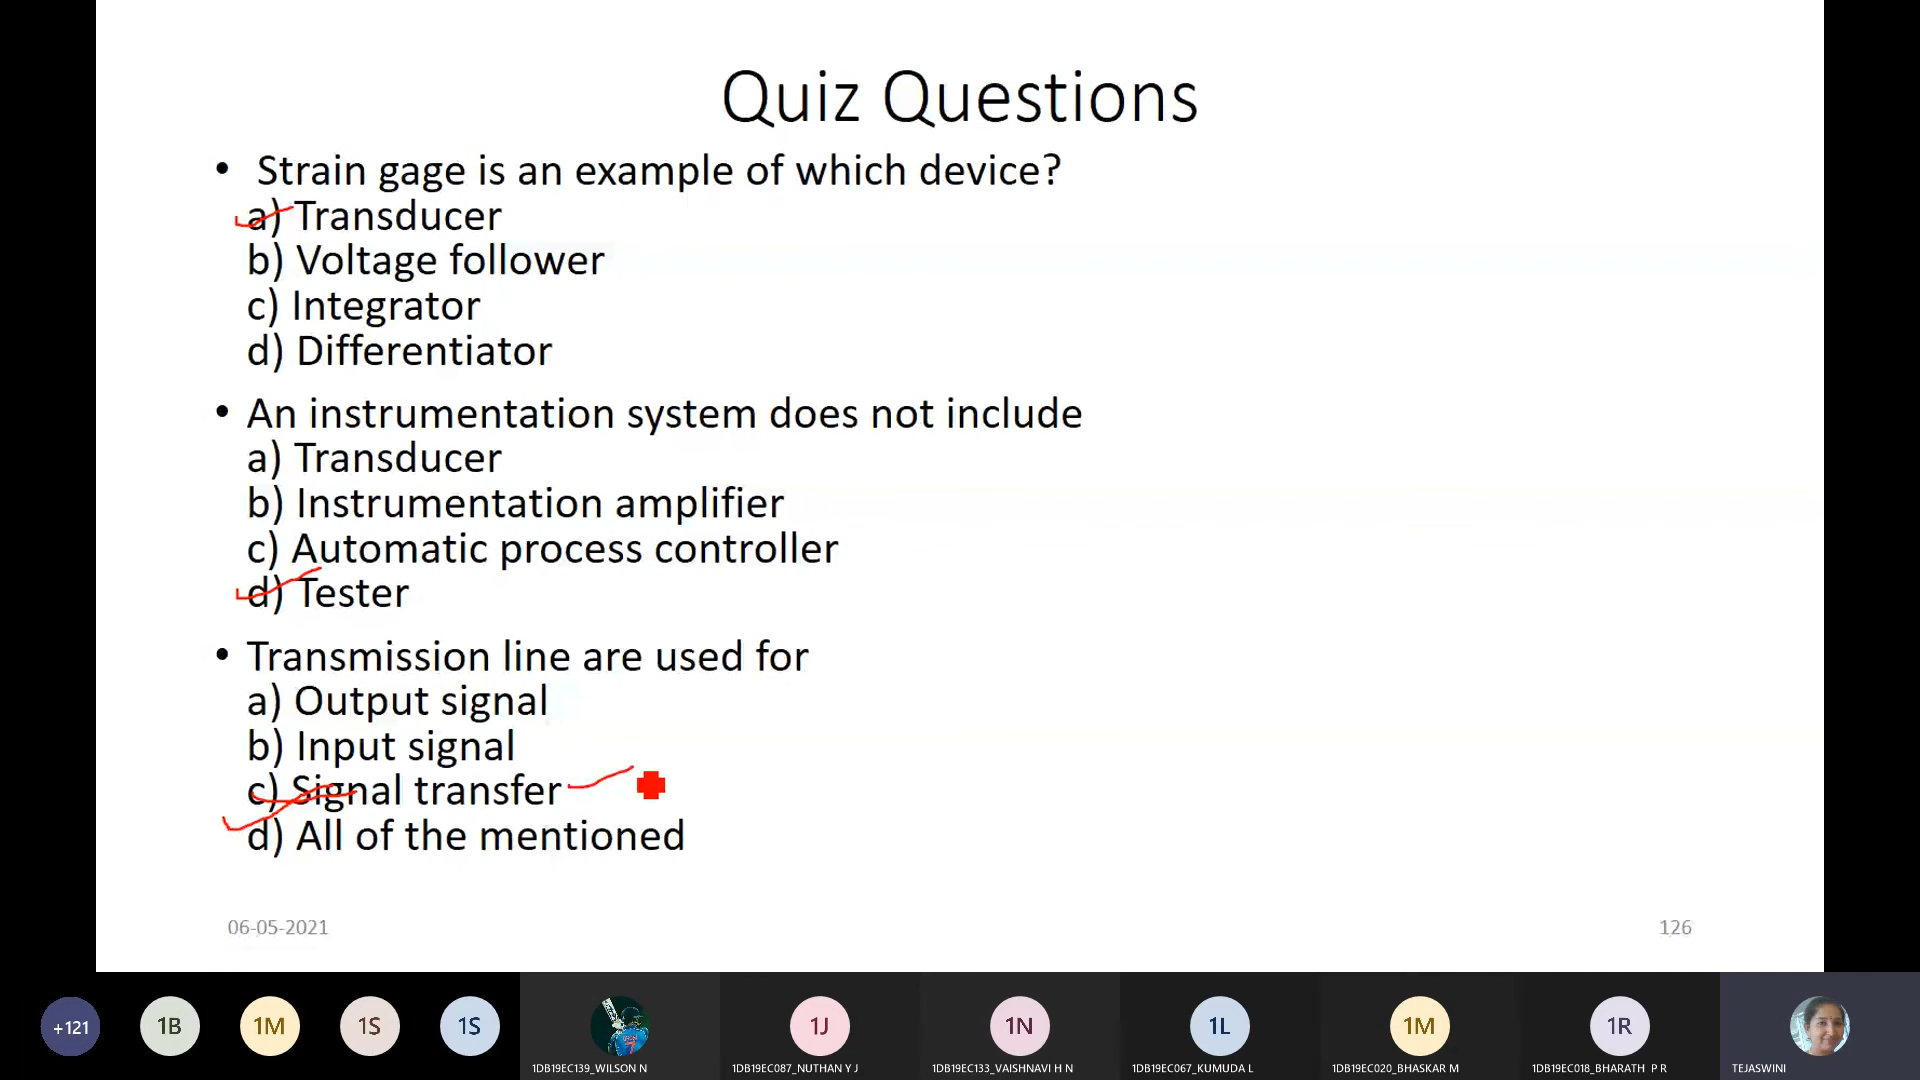 Quiz Questions
• Strain gage is an example of which device?
a) Transducer
b) Voltage follower
c) Integrator
d) Differentiator
• An instrumentation system does not include
a) Transducer
b) Instrumentation amplifier
c) Automatic process controller
d) Tester
• Transmission line are used for
a) Output signal
b) Input signal
c) Signal transfer
d) All of the mentioned
06-05-2021
126
+121
1B
1M
1S
1S
1J
1N
1L
1M
1R
1DB19EC139_WILSON N
1DB19EC087_NUTHAN Y J
1DB19EC133_VAISHNAVI H N
1DB19EC067_KUMUDA L
1DB19EC020_BHASKAR M
1DB19EC018_BHARATH P R
TEJASWINI